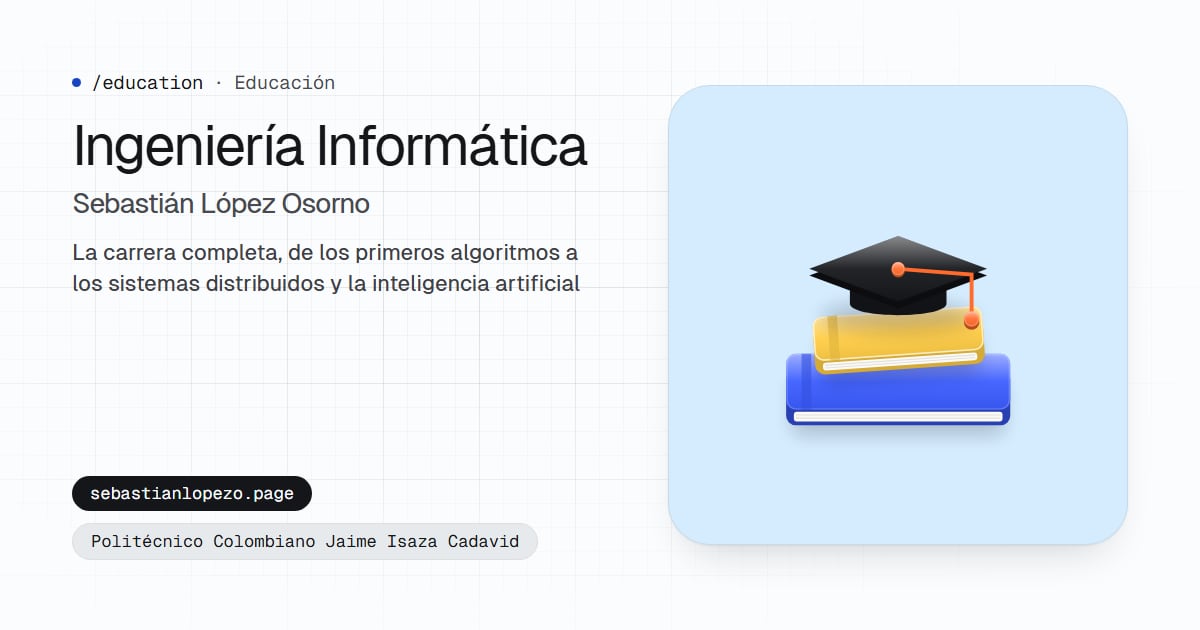 /education · Educación
Ingeniería Informática
Sebastián López Osorno
La carrera completa, de los primeros algoritmos a
los sistemas distribuidos y la inteligencia artificial
sebastianlopezo.page
Politécnico Colombiano Jaime Isaza Cadavid